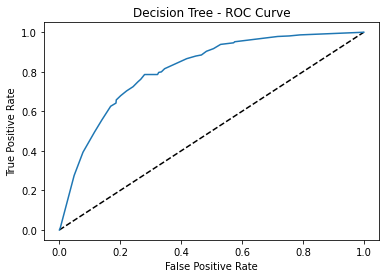 Decision Tree - ROC Curve
True Positive Rate
1.0
0.8
0.6
0.4
0.2
0.0
0.0 0.2 0.4 0.6 0.8 1.0
False Positive Rate